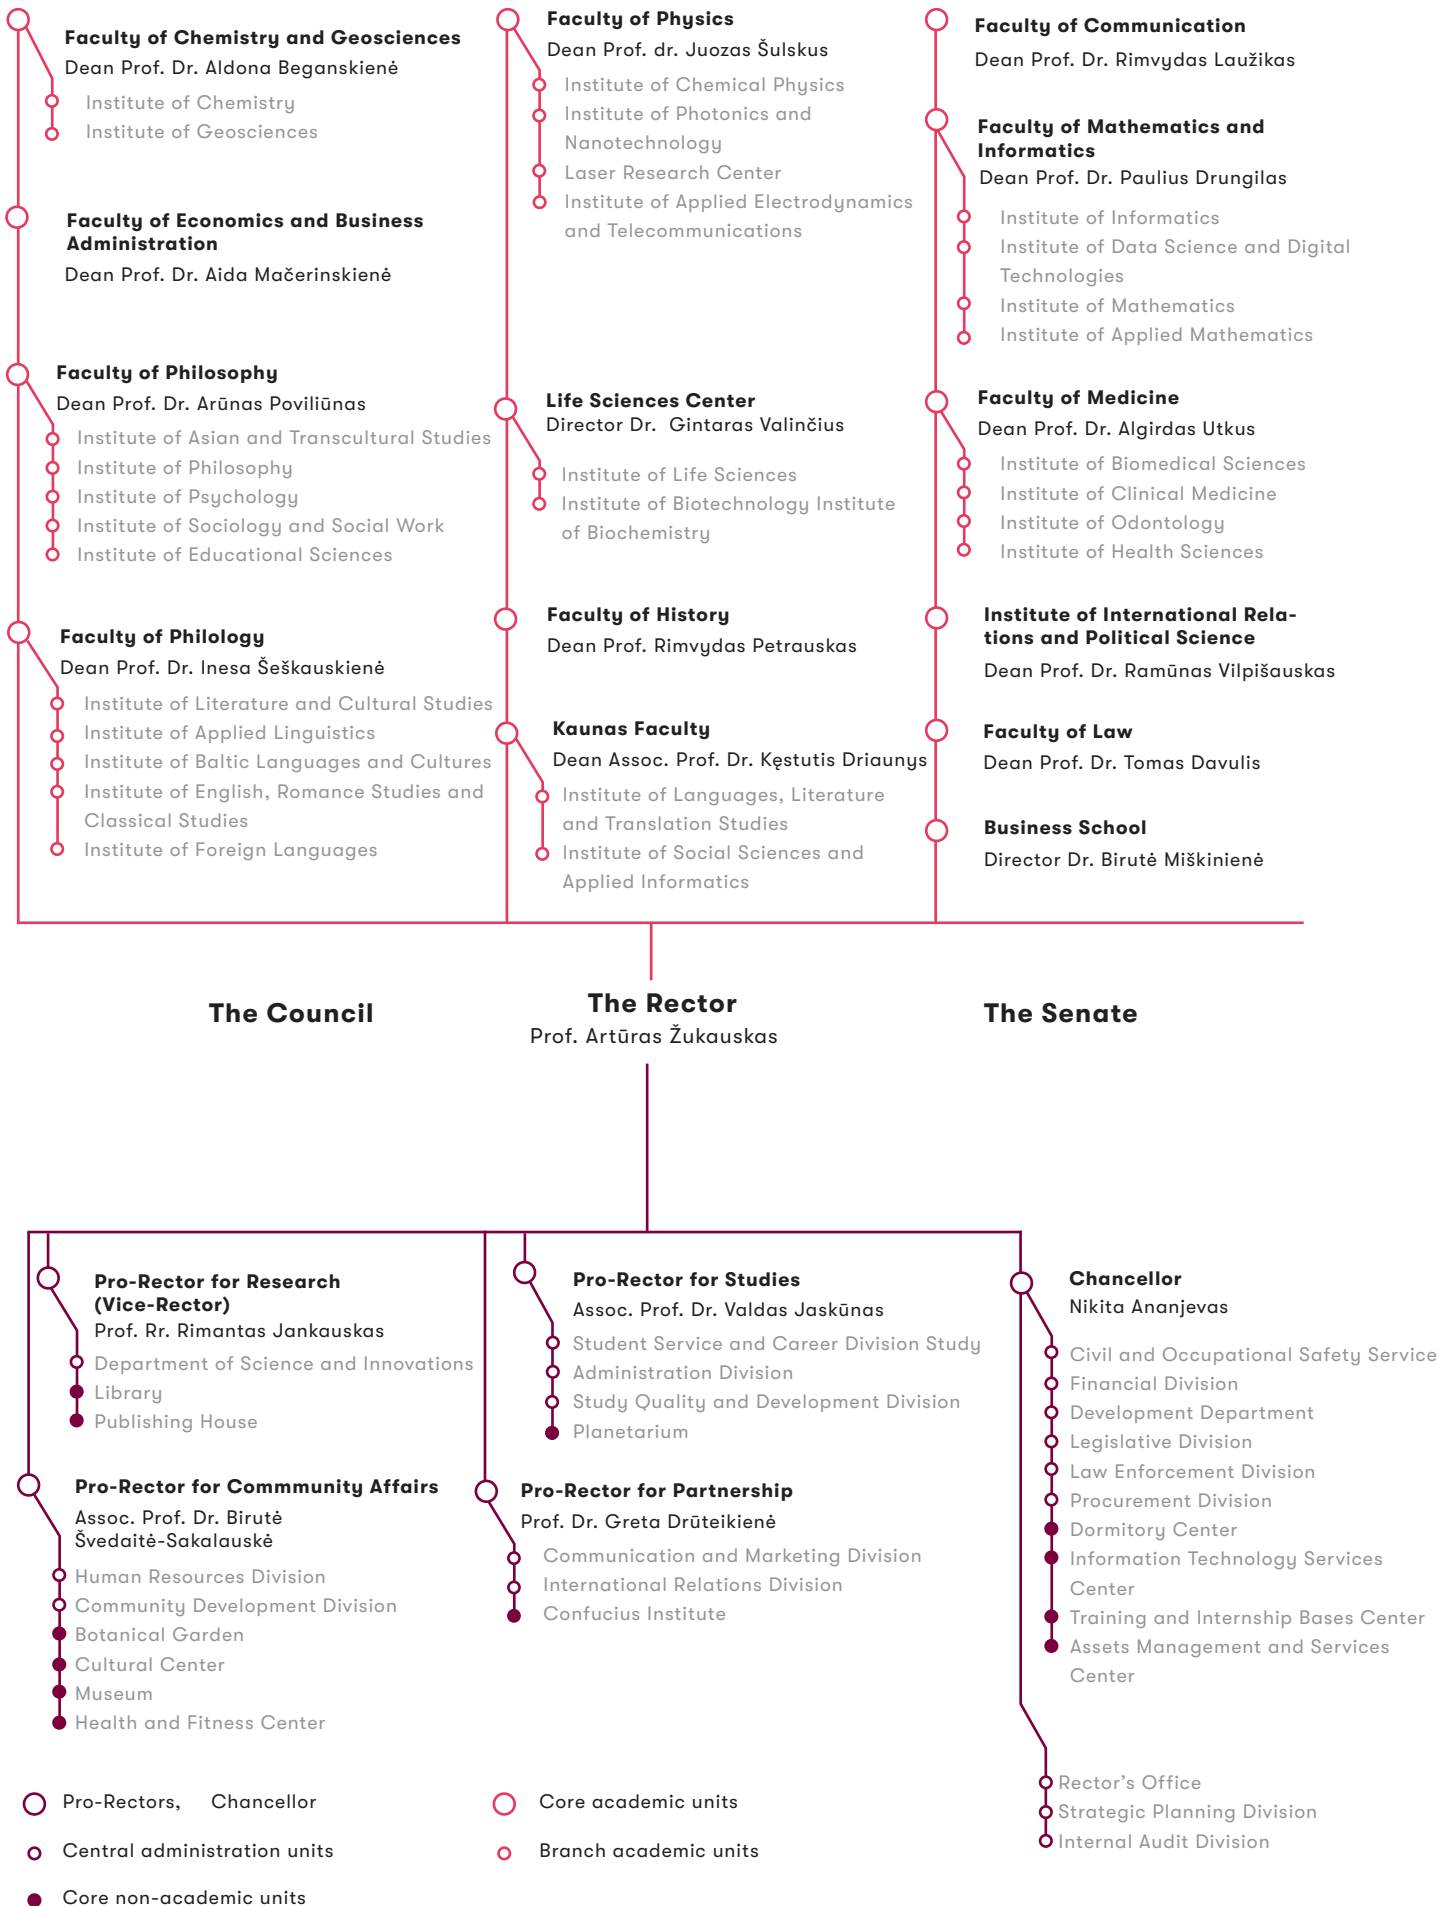 Faculty of Chemistry and Geosciences
Dean Prof. Dr. Aldona Beganskienė
Institute of Chemistry
Institute of Geosciences
Faculty of Economics and Business
Administration
Dean Prof. Dr. Aida Mačerinskienė
Faculty of Philosophy
Dean Prof. Dr. Arūnas Poviliūnas
Institute of Asian and Transcultural Studies
Institute of Philosophy
Institute of Psychology
Institute of Sociology and Social Work
Institute of Educational Sciences
Faculty of Philology
Dean Prof. Dr. Inesa Šeškauskienė
Institute of Literature and Cultural Studies
Institute of Applied Linguistics
Institute of Baltic Languages and Cultures
Institute of English, Romance Studies and
Classical Studies
Institute of Foreign Languages
Faculty of Physics
Dean Prof. dr. Juozas Šulskus
Institute of Chemical Physics
Institute of Photonics and
Nanotechnology
Laser Research Center
Institute of Applied Electrodynamics
and Telecommunications
Life Sciences Center
Director Dr. Gintaras Valinčius
Institute of Life Sciences
Institute of Biotechnology Institute
of Biochemistry
Faculty of History
Dean Prof. Rimvydas Petrauskas
Kaunas Faculty
Dean Assoc. Prof. Dr. Kęstutis Driaunys
Institute of Languages, Literature
and Translation Studies
Institute of Social Sciences and
Applied Informatics
Faculty of Communication
Dean Prof. Dr. Rimvydas Laužikas
Faculty of Mathematics and
Informatics
Dean Prof. Dr. Paulius Drungilas
Institute of Informatics
Institute of Data Science and Digital
Technologies
Institute of Mathematics
Institute of Applied Mathematics
Faculty of Medicine
Dean Prof. Dr. Algirdas Utkus
Institute of Biomedical Sciences
Institute of Clinical Medicine
Institute of Odontology
Institute of Health Sciences
Institute of International Rela-
tions and Political Science
Dean Prof. Dr. Ramūnas Vilpišauskas
Faculty of Law
Dean Prof. Dr. Tomas Davulis
Business School
Director Dr. Birutė Miškinienė
The Council
The Rector
Prof. Artūras Žukauskas
The Senate
Pro-Rector for Research
(Vice-Rector)
Prof. Rr. Rimantas Jankauskas
Department of Science and Innovations
Library
Publishing House
Pro-Rector for Commmunity Affairs
Assoc. Prof. Dr. Birutė
Švedaitė-Sakalauskė
Human Resources Division
Community Development Division
Botanical Garden
Cultural Center
Museum
Health and Fitness Center
Pro-Rector for Studies
Assoc. Prof. Dr. Valdas Jaskūnas
Student Service and Career Division Study
Administration Division
Study Quality and Development Division
Planetarium
Pro-Rector for Partnership
Prof. Dr. Greta Drūteikienė
Communication and Marketing Division
International Relations Division
Confucius Institute
Chancellor
Nikita Ananjevas
Civil and Occupational Safety Service
Financial Division
Development Department
Legislative Division
Law Enforcement Division
Procurement Division
Dormitory Center
Information Technology Services
Center
Training and Internship Bases Center
Assets Management and Services
Center
Rector's Office
Strategic Planning Division
Internal Audit Division
Pro-Rectors, Chancellor
Central administration units
Core non-academic units
Core academic units
Branch academic units